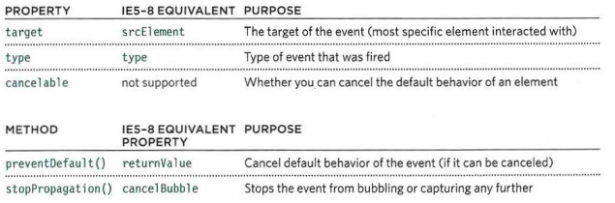 PROPERTY IE5-8 EQUIVALENT PURPOSE
target srcElement The target of the event (most specific element interacted with)
type type Type of event that was fired
cancelable not supported Whether you can cancel the default behavior of an element
METHOD IE5-8 EQUIVALENT PURPOSE
PROPERTY
preventDefault() returnValue Cancel default behavior of the event (if it can be canceled)
stopPropagation() cancelBubble Stops the event from bubbling or capturing any further